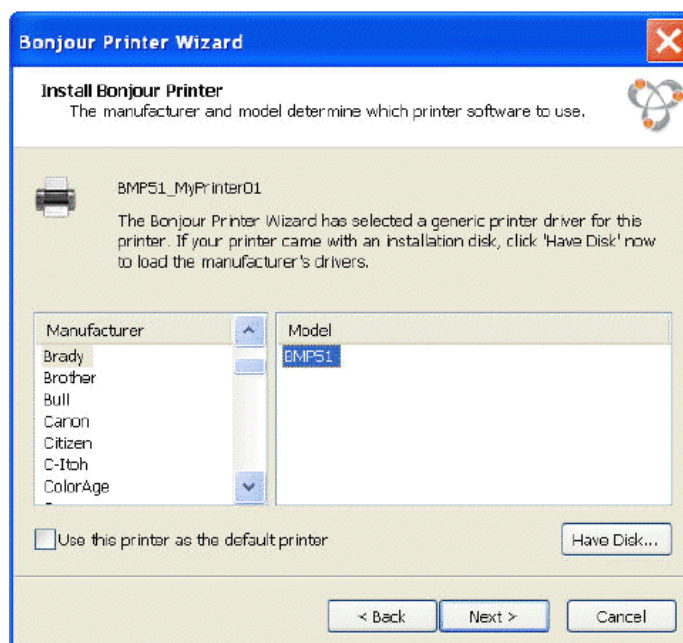 Bonjour Printer Wizard
Install Bonjour Printer
The manufacturer and model determine which printer software to use.
BMP51_MyPrinter01
The Bonjour Printer Wizard has selected a generic printer driver for this
printer. If your printer came with an installation disk, click 'Have Disk' now
to load the manufacturer's drivers.
Manufacturer
Brady
Brother
Bull
Canon
Citizen
C-Itoh
ColorAge
Model
BMP51
Use this printer as the default printer
Have Disk...
< Back
Next >
Cancel